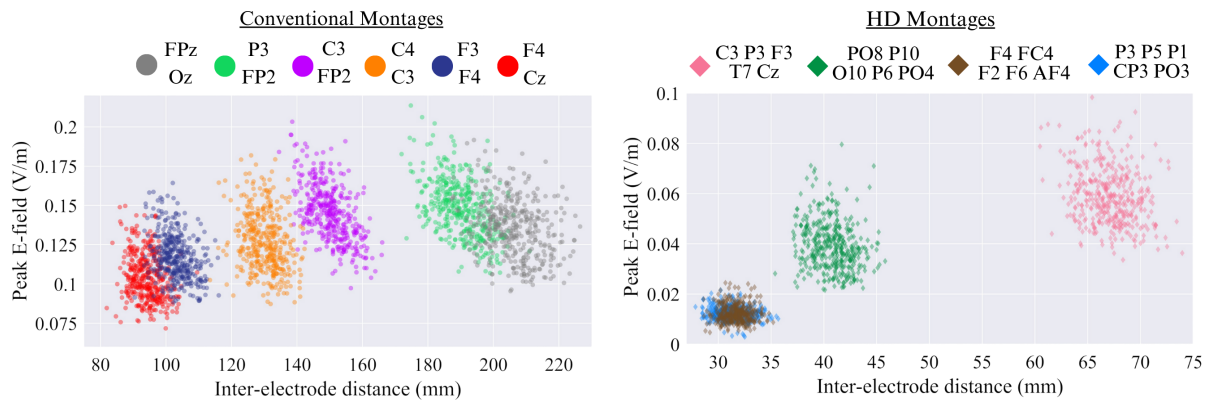 Conventional Montages
FPz P3 C3 C4 F3 F4
Oz FP2 FP2 C3 F4 Cz
0.2
0.175
0.15
0.125
0.1
0.075
Peak E-field (V/m)
80 100 120 140 160 180 200 220
Inter-electrode distance (mm)
HD Montages
C3 P3 F3 PO8 P10 F4 FC4 P3 P5 P1
T7 Cz O10 P6 PO4 F2 F6 AF4 CP3 PO3
0.1
0.08
0.06
0.04
0.02
0
Peak E-field (V/m)
30 35 40 45 50 55 60 65 70 75
Inter-electrode distance (mm)